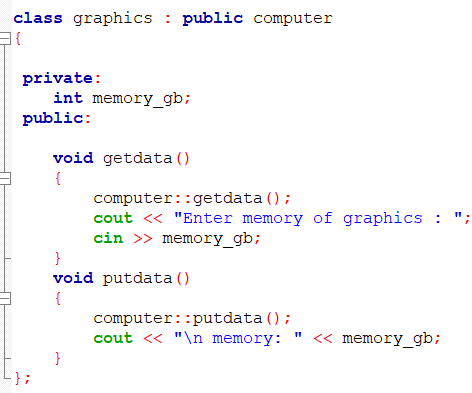 class graphics : public computer
{
private:
int memory_gb;
public:
void getdata()
{
computer::getdata();
cout << "Enter memory of graphics : ";
cin >> memory_gb;
}
void putdata()
{
computer::putdata();
cout << "\n memory: " << memory_gb;
}
};